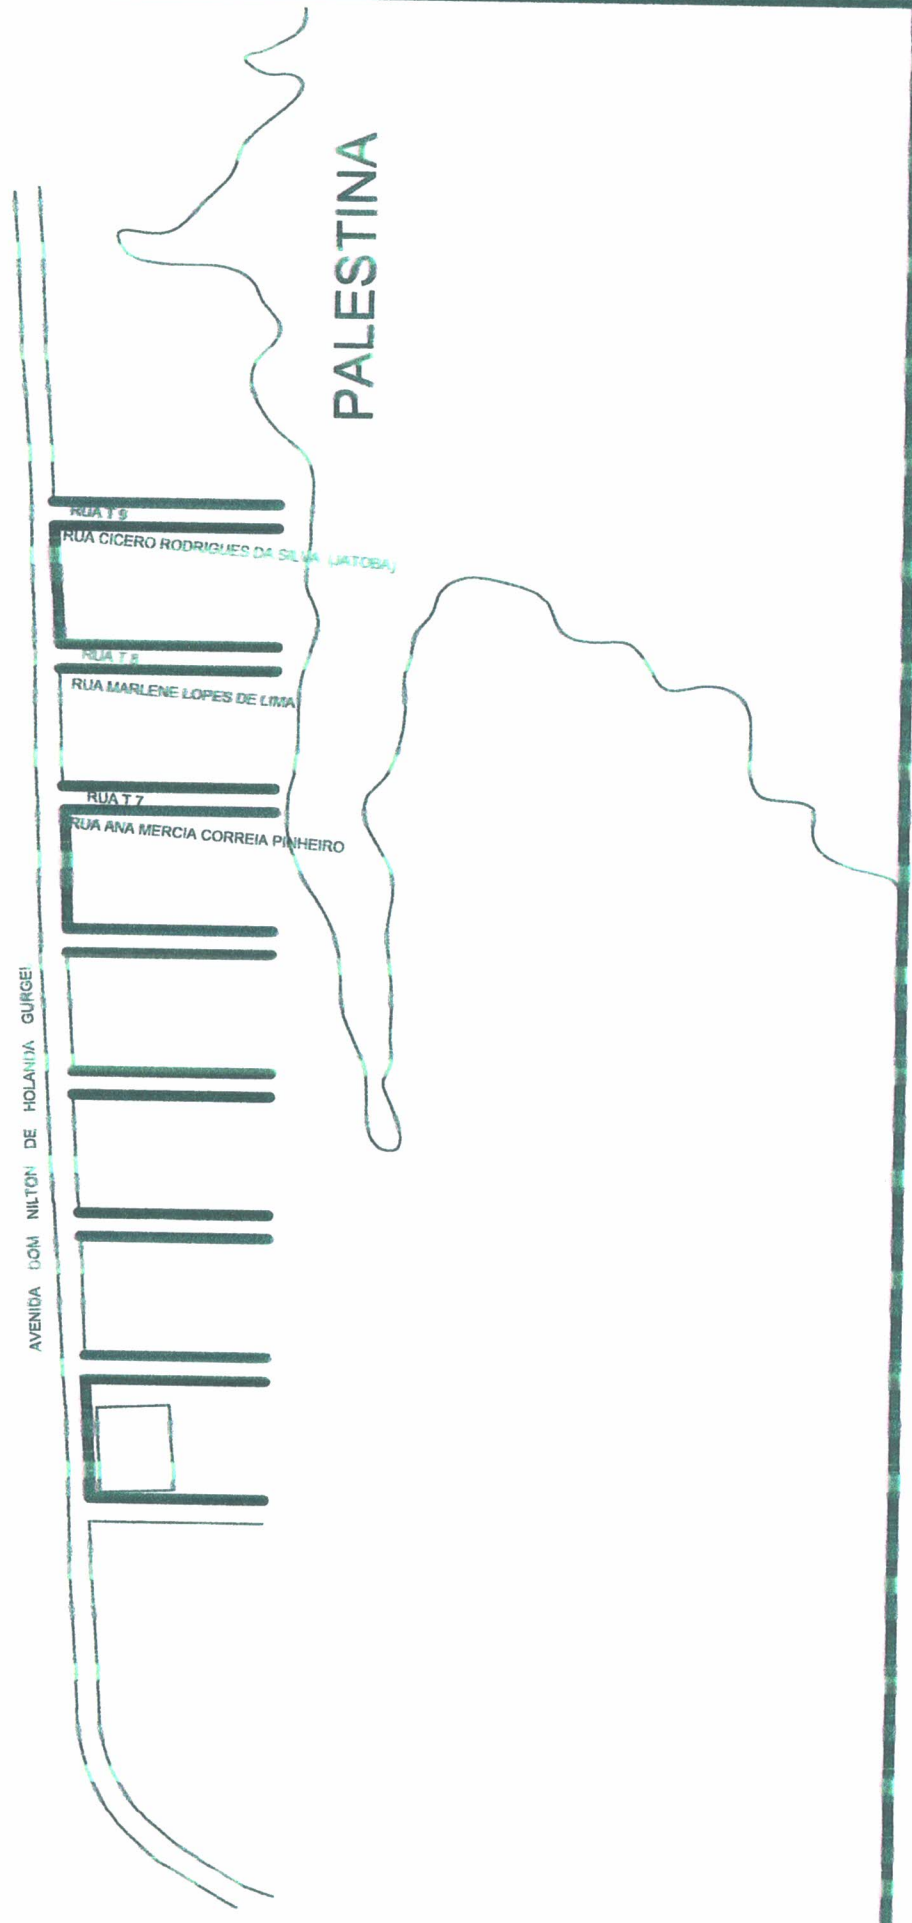 PALESTINA
RUA T 9
RUA CICERO RODRIGUES DA SILVA (JATOBA)
RUA T 8
RUA MARLENE LOPES DE LIMA
RUA T 7
RUA ANA MERCIA CORREIA PINHEIRO
AVENIDA DOM NILTON DE HOLANDA GURGEL